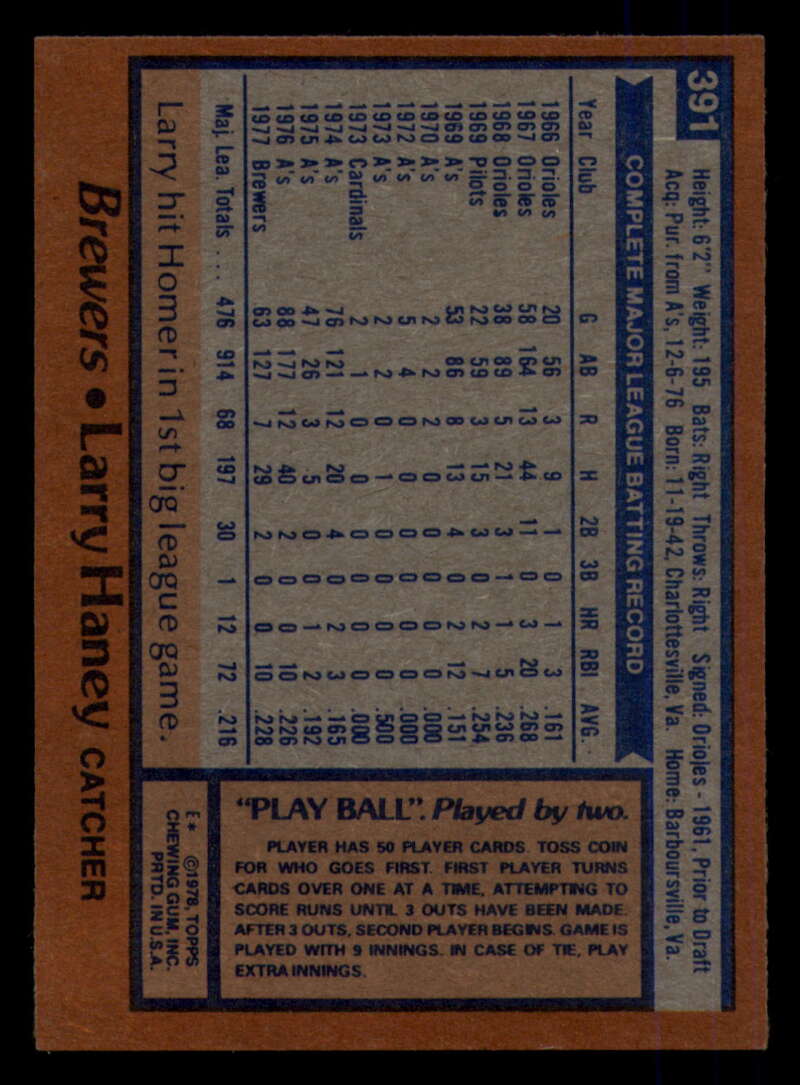 391
Height: 6'2" Weight: 195 Bats: Right Throws: Right Signed: Orioles - 1961, Prior to Draft
Acq: Pur. from A's, 12-6-76 Born: 11-19-42, Charlottesville, Va. Home: Barboursville, Va.
COMPLETE MAJOR LEAGUE BATTING RECORD
Year Club G AB R H 2B 3B HR RBI AVG.
1966 Orioles 20 56 3 9 1 0 1 3 .161
1967 Orioles 58 164 13 44 11 0 3 20 .268
1968 Orioles 38 89 5 21 3 1 1 5 .236
1969 Pilots 22 59 3 15 3 0 2 7 .254
1969 A's 53 86 8 13 4 0 2 12 .151
1970 A's 2 2 2 0 0 0 0 0 .000
1972 A's 5 4 0 0 0 0 0 0 .000
1973 A's 2 2 0 1 0 0 0 0 .500
1973 Cardinals 2 1 0 0 0 0 0 0 .000
1974 A's 76 121 12 20 4 0 2 3 .165
1975 A's 47 26 3 5 0 0 1 2 .192
1976 A's 88 177 12 40 2 0 0 10 .226
1977 Brewers 63 127 7 29 2 0 0 10 .228
Maj. Lea. Totals . . . 476 914 68 197 30 1 12 72 .216
Larry hit Homer in 1st big league game.
Brewers • Larry Haney CATCHER
"PLAY BALL". Played by two.
PLAYER HAS 50 PLAYER CARDS. TOSS COIN
FOR WHO GOES FIRST. FIRST PLAYER TURNS
CARDS OVER ONE AT A TIME, ATTEMPTING TO
SCORE RUNS UNTIL 3 OUTS HAVE BEEN MADE.
AFTER 3 OUTS, SECOND PLAYER BEGINS. GAME IS
PLAYED WITH 9 INNINGS. IN CASE OF TIE, PLAY
EXTRA INNINGS.
E* ©1978, TOPPS
CHEWING GUM, INC.
PRTD. IN U.S.A.